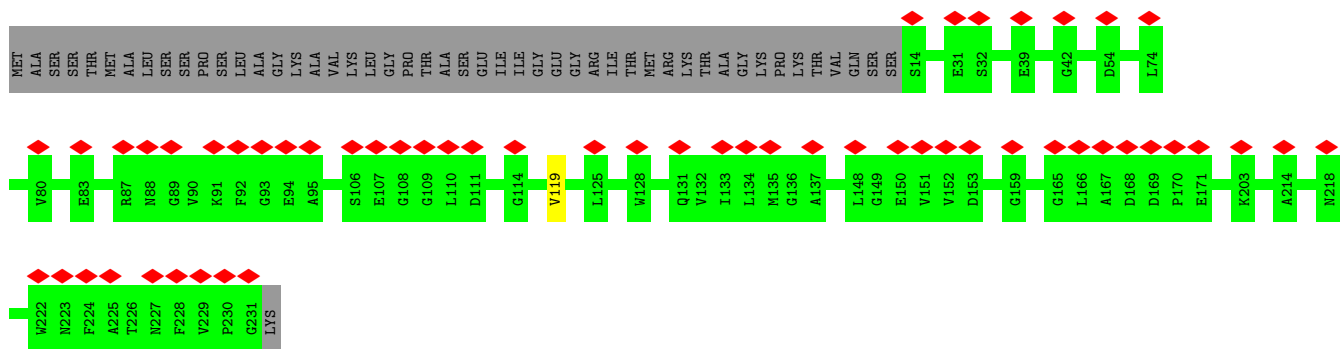 MET ALA SER SER THR MET ALA LEU SER SER PRO SER LEU ALA GLY LYS ALA VAL LYS LEU GLY PRO THR ALA SER GLU ILE ILE GLY GLU GLY ARG ILE THR MET ARG LYS THR ALA GLY LYS PRO LYS THR VAL GLN SER SER S14 E31 S32 E39 G42 D54 L74
V80 E83 R87 N88 G89 V90 K91 F92 G93 E94 A95 S106 E107 G108 G109 L110 D111 G114 V119 L125 W128 Q131 V132 I133 L134 M135 G136 A137 L148 G149 E150 V151 V152 D153 G159 G165 L166 A167 D168 D169 P170 E171 K203 A214 N218
W222 N223 F224 A225 T226 N227 F228 V229 P230 G231 LYS